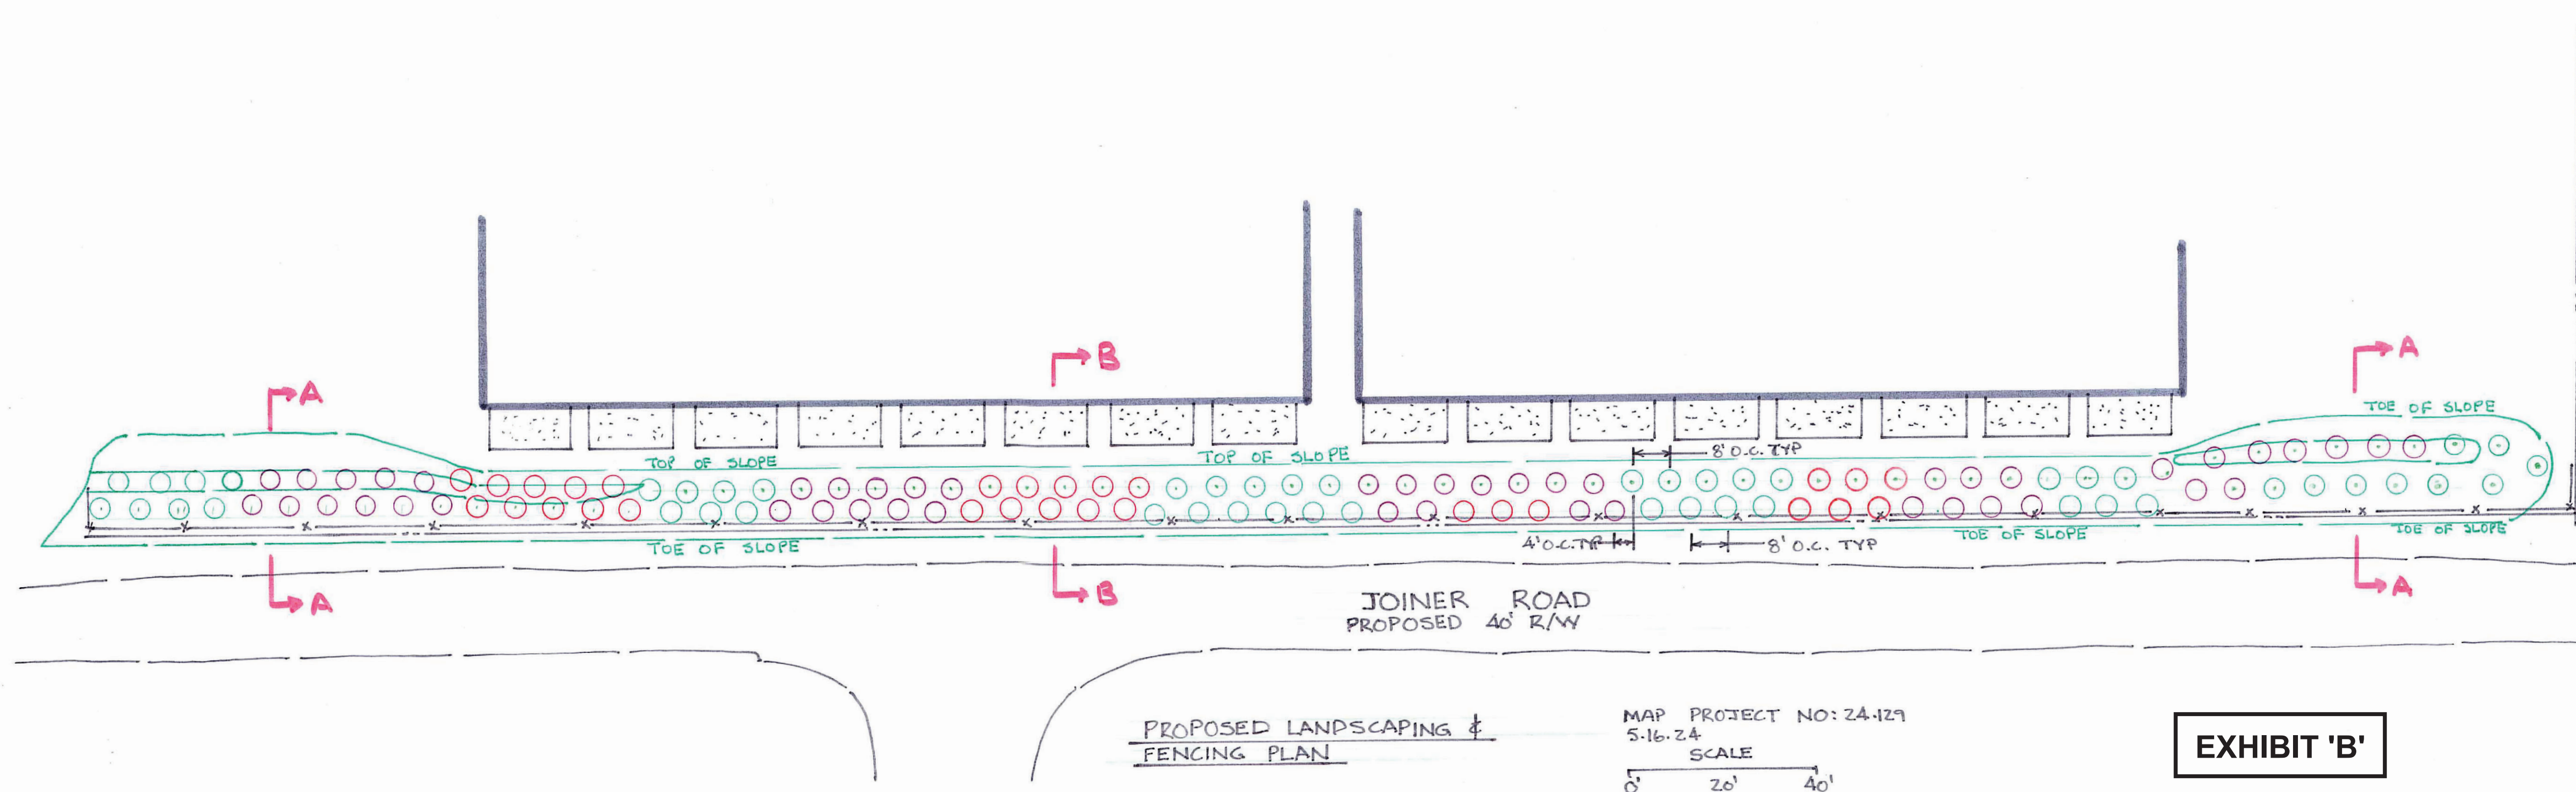 B
A
A
TOE OF SLOPE
TOP OF SLOPE
TOP OF SLOPE
8' O.C. TYP
TOE OF SLOPE
4' O.C. TYP
8' O.C. TYP
TOE OF SLOPE
TOE OF SLOPE
A
B
A
JOINER ROAD
PROPOSED 40' R/W
PROPOSED LANDSCAPING &
FENCING PLAN
MAP PROJECT NO: 24.129
5.16.24
SCALE
0' 20' 40'
EXHIBIT 'B'